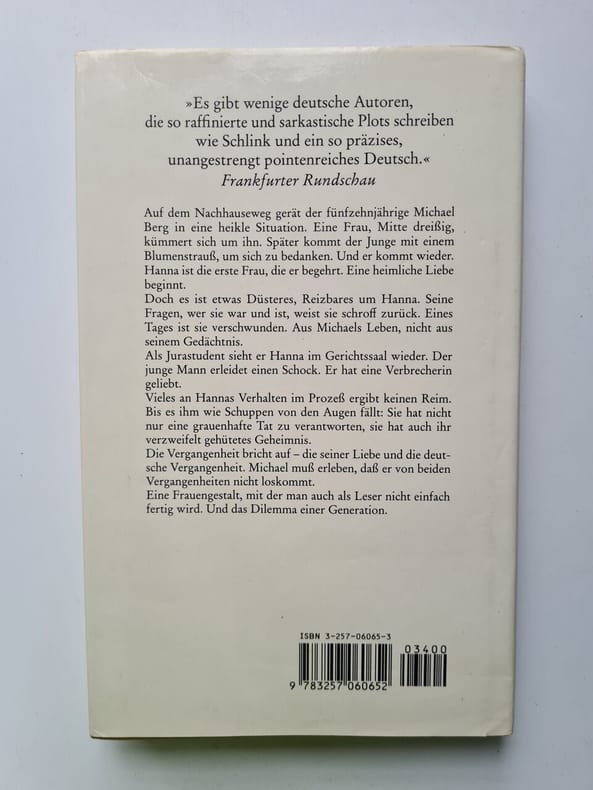 »Es gibt wenige deutsche Autoren,
die so raffinierte und sarkastische Plots schreiben
wie Schlink und ein so präzises,
unangestrengt pointenreiches Deutsch.«
Frankfurter Rundschau
Auf dem Nachhauseweg gerät der fünfzehnjährige Michael
Berg in eine heikle Situation. Eine Frau, Mitte dreißig,
kümmert sich um ihn. Später kommt der Junge mit einem
Blumenstrauß, um sich zu bedanken. Und er kommt wieder.
Hanna ist die erste Frau, die er begehrt. Eine heimliche Liebe
beginnt.
Doch es ist etwas Düsteres, Reizbares um Hanna. Seine
Fragen, wer sie war und ist, weist sie schroff zurück. Eines
Tages ist sie verschwunden. Aus Michaels Leben, nicht aus
seinem Gedächtnis.
Als Jurastudent sieht er Hanna im Gerichtssaal wieder. Der
junge Mann erleidet einen Schock. Er hat eine Verbrecherin
geliebt.
Vieles an Hannas Verhalten im Prozeß ergibt keinen Reim.
Bis es ihm wie Schuppen von den Augen fällt: Sie hat nicht
nur eine grauenhafte Tat zu verantworten, sie hat auch ihr
verzweifelt gehütetes Geheimnis.
Die Vergangenheit bricht auf – die seiner Liebe und die deut-
sche Vergangenheit. Michael muß erleben, daß er von beiden
Vergangenheiten nicht loskommt.
Eine Frauengestalt, mit der man auch als Leser nicht einfach
fertig wird. Und das Dilemma einer Generation.
ISBN 3-257-06065-3
03400
9 783257 060652